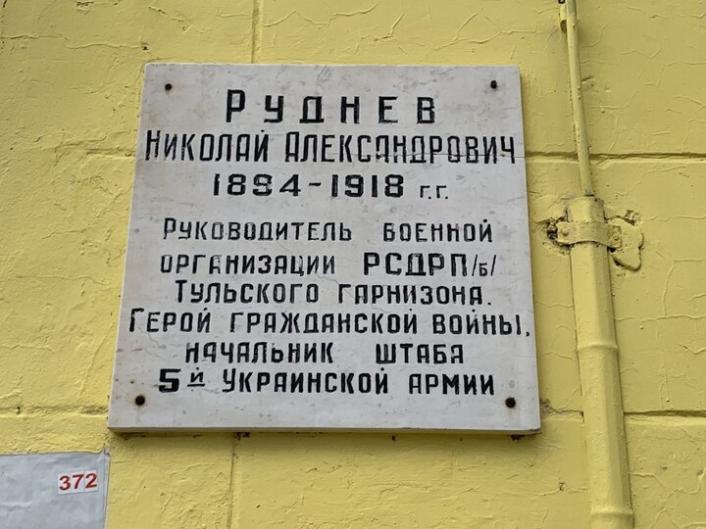 РУДНЕВ
НИКОЛАЙ АЛЕКСАНДРОВИЧ
1894-1918 г.г.
РУКОВОДИТЕЛЬ ВОЕННОЙ
ОРГАНИЗАЦИИ РСДРП/б/
ТУЛЬСКОГО ГАРНИЗОНА.
ГЕРОЙ ГРАЖДАНСКОЙ ВОЙНЫ,
НАЧАЛЬНИК ШТАБА
5й УКРАИНСКОЙ АРМИИ
372